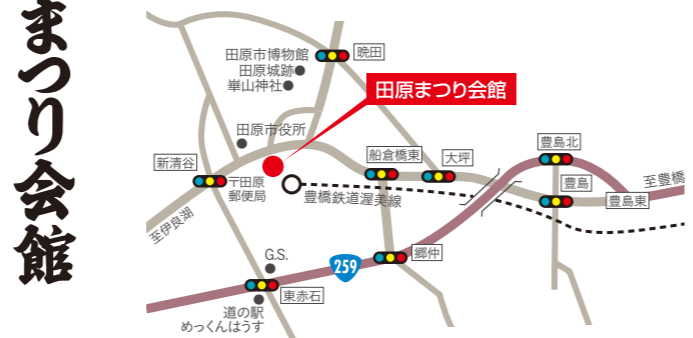 まつり会館
田原市博物館
田原城跡
崋山神社
晩田
田原まつり会館
田原市役所
新清谷
〒田原
郵便局
船倉橋東
大坪
豊島北
豊島
豊島東
至豊橋
至伊良湖
豊橋鉄道渥美線
郷仲
259
G.S.
東赤石
道の駅
めっくんはうす